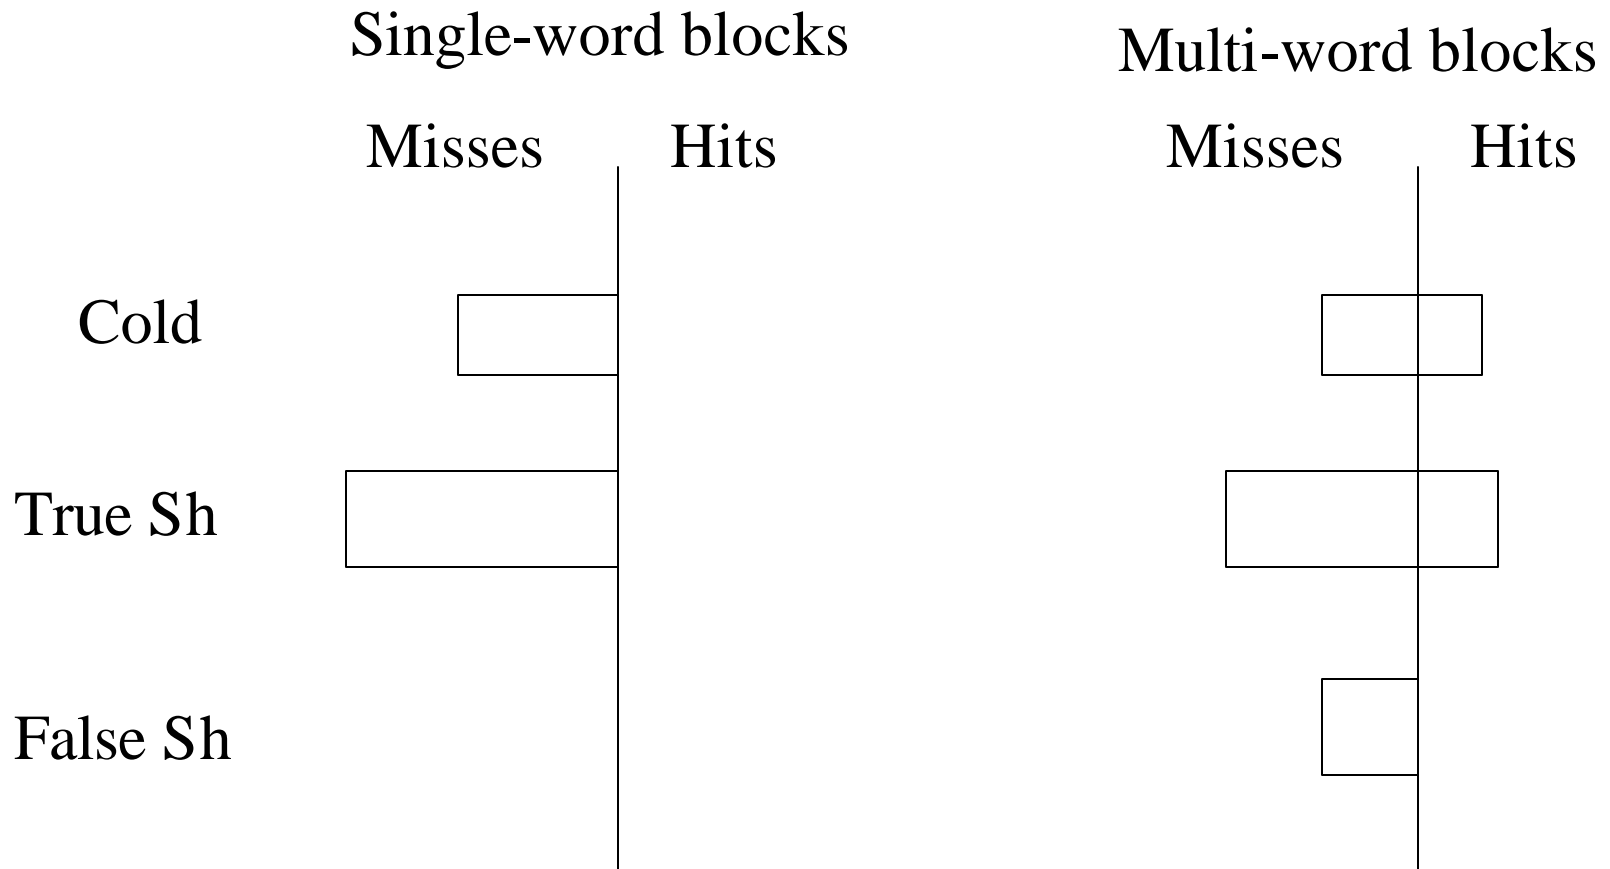 Single-word blocks
Multi-word blocks
Misses Hits
Misses Hits
Cold
True Sh
False Sh